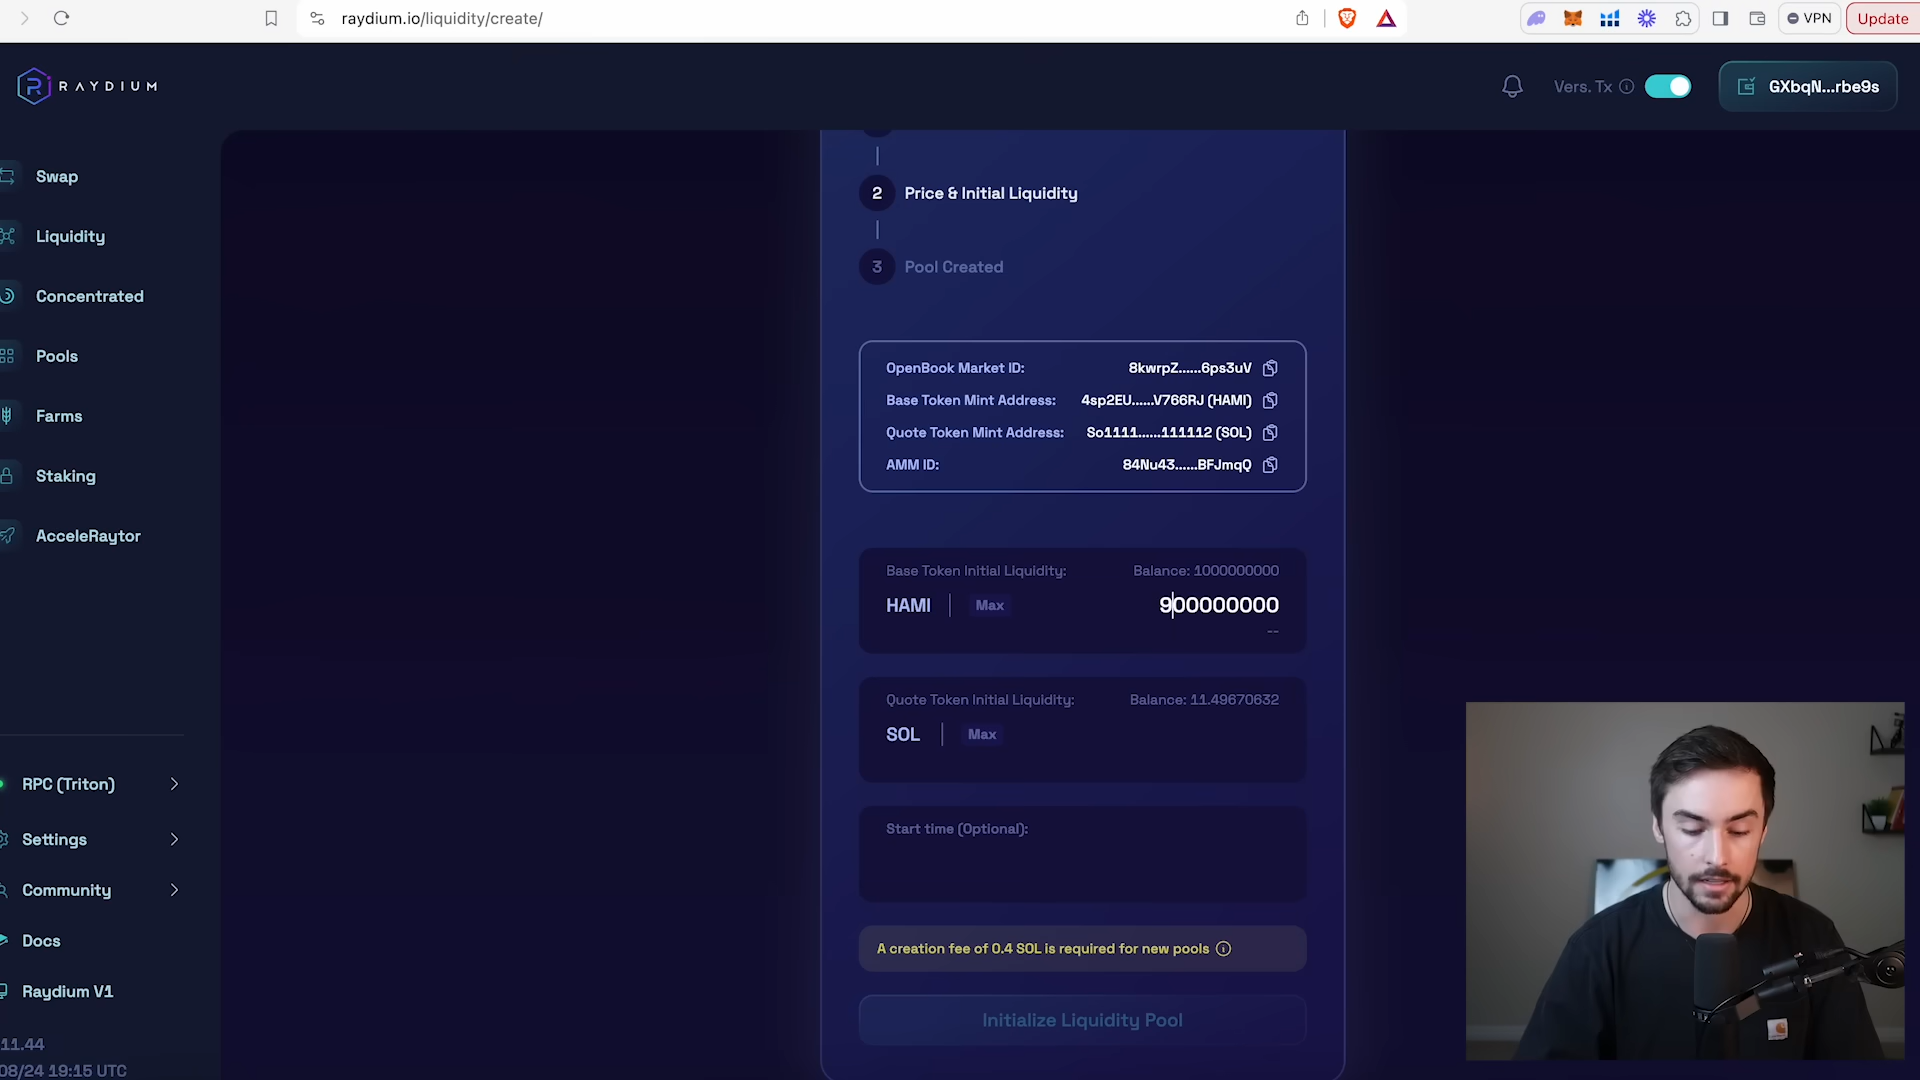 raydium.io/liquidity/create/
VPN
Update
RAYDIUM
Vers. Tx
GXbqN...rbe9s
Swap
Liquidity
Concentrated
Pools
Farms
Staking
AcceleRaytor
RPC (Triton)
Settings
Community
Docs
Raydium V1
11.44
08/24 19:15 UTC
2 Price & Initial Liquidity
3 Pool Created
OpenBook Market ID: 8kwrpZ......6ps3uV
Base Token Mint Address: 4sp2EU......V766RJ (HAMI)
Quote Token Mint Address: So1111......111112 (SOL)
AMM ID: 84Nu43......BFJmqQ
Base Token Initial Liquidity: Balance: 1000000000
HAMI Max 900000000
--
Quote Token Initial Liquidity: Balance: 11.49670632
SOL Max
Start time (Optional):
A creation fee of 0.4 SOL is required for new pools
Initialize Liquidity Pool